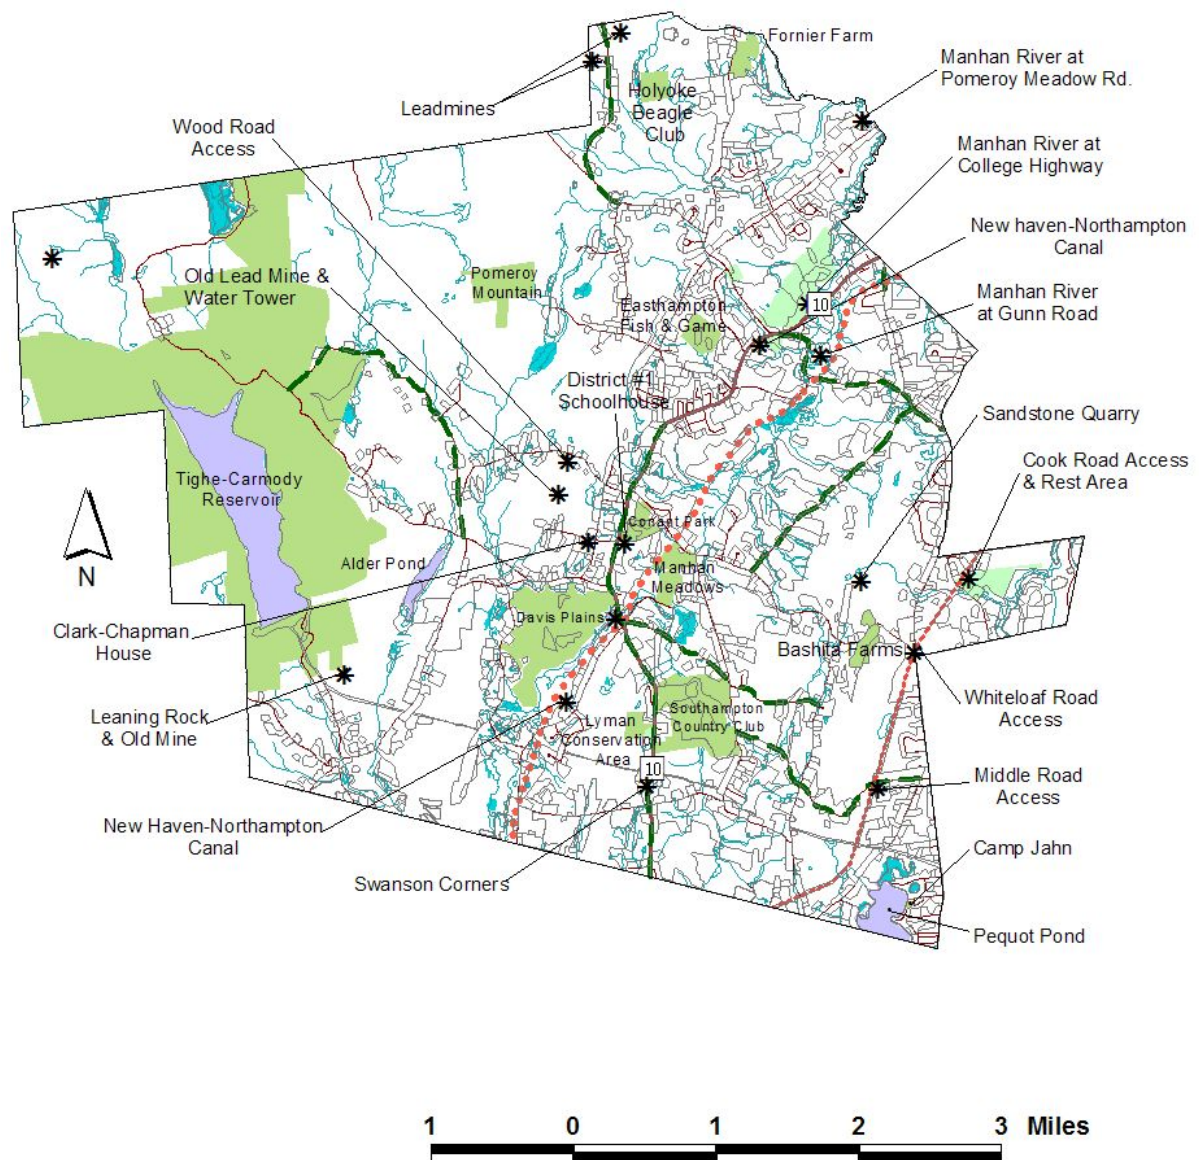 Fornier Farm
Manhan River at
Pomeroy Meadow Rd.
Leadmines
Holyoke
Beagle
Club
Wood Road
Access
Manhan River at
College Highway
New haven-Northampton
Canal
Old Lead Mine &
Water Tower
Pomeroy
Mountain
Easthampton
Fish & Game
10
Manhan River
at Gunn Road
District #1
Schoolhouse
Sandstone Quarry
Cook Road Access
& Rest Area
Tighe-Carmody
Reservoir
Conant Park
N
Alder Pond
Manhan
Meadows
Clark-Chapman
House
Davis Plains
Bashita Farms
Whiteloaf Road
Access
Leaning Rock
& Old Mine
Lyman
Conservation
Area
Southampton
Country Club
10
Middle Road
Access
New Haven-Northampton
Canal
Swanson Corners
Camp Jahn
Pequot Pond
1 0 1 2 3 Miles